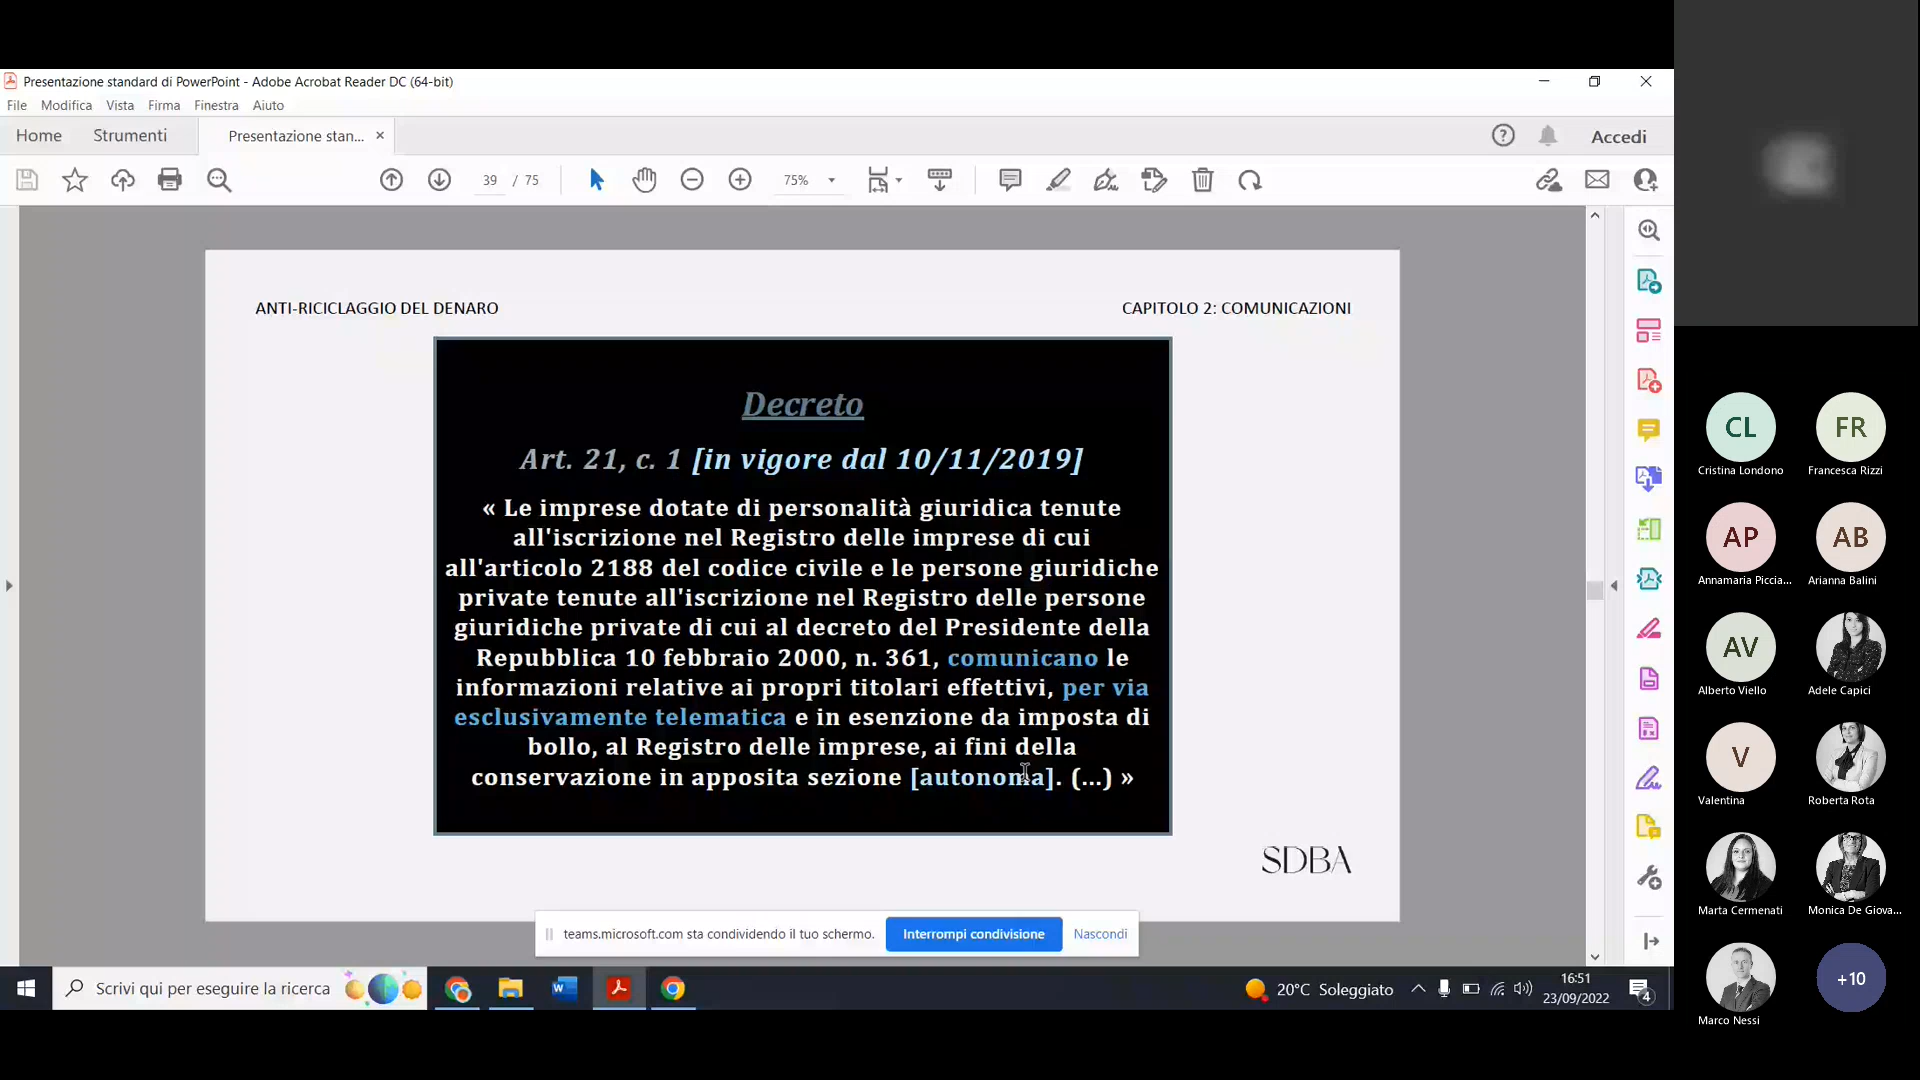 Presentazione standard di PowerPoint - Adobe Acrobat Reader DC (64-bit)
File Modifica Vista Firma Finestra Aiuto
Home Strumenti Presentazione stan... × Accedi
39 / 75 75%
ANTI-RICICLAGGIO DEL DENARO CAPITOLO 2: COMUNICAZIONI
Decreto
Art. 21, c. 1 [in vigore dal 10/11/2019]
« Le imprese dotate di personalità giuridica tenute
all'iscrizione nel Registro delle imprese di cui
all'articolo 2188 del codice civile e le persone giuridiche
private tenute all'iscrizione nel Registro delle persone
giuridiche private di cui al decreto del Presidente della
Repubblica 10 febbraio 2000, n. 361, comunicano le
informazioni relative ai propri titolari effettivi, per via
esclusivamente telematica e in esenzione da imposta di
bollo, al Registro delle imprese, ai fini della
conservazione in apposita sezione [autonoma]. (...) »
SDBA
teams.microsoft.com sta condividendo il tuo schermo. Interrompi condivisione Nascondi
Scrivi qui per eseguire la ricerca
20°C Soleggiato
16:51
23/09/2022
4
CL FR
Cristina Londono Francesca Rizzi
AP AB
Annamaria Piccia... Arianna Balini
AV
Alberto Viello Adele Capici
V
Valentina Roberta Rota
Marta Cermenati Monica De Giova...
+10
Marco Nessi